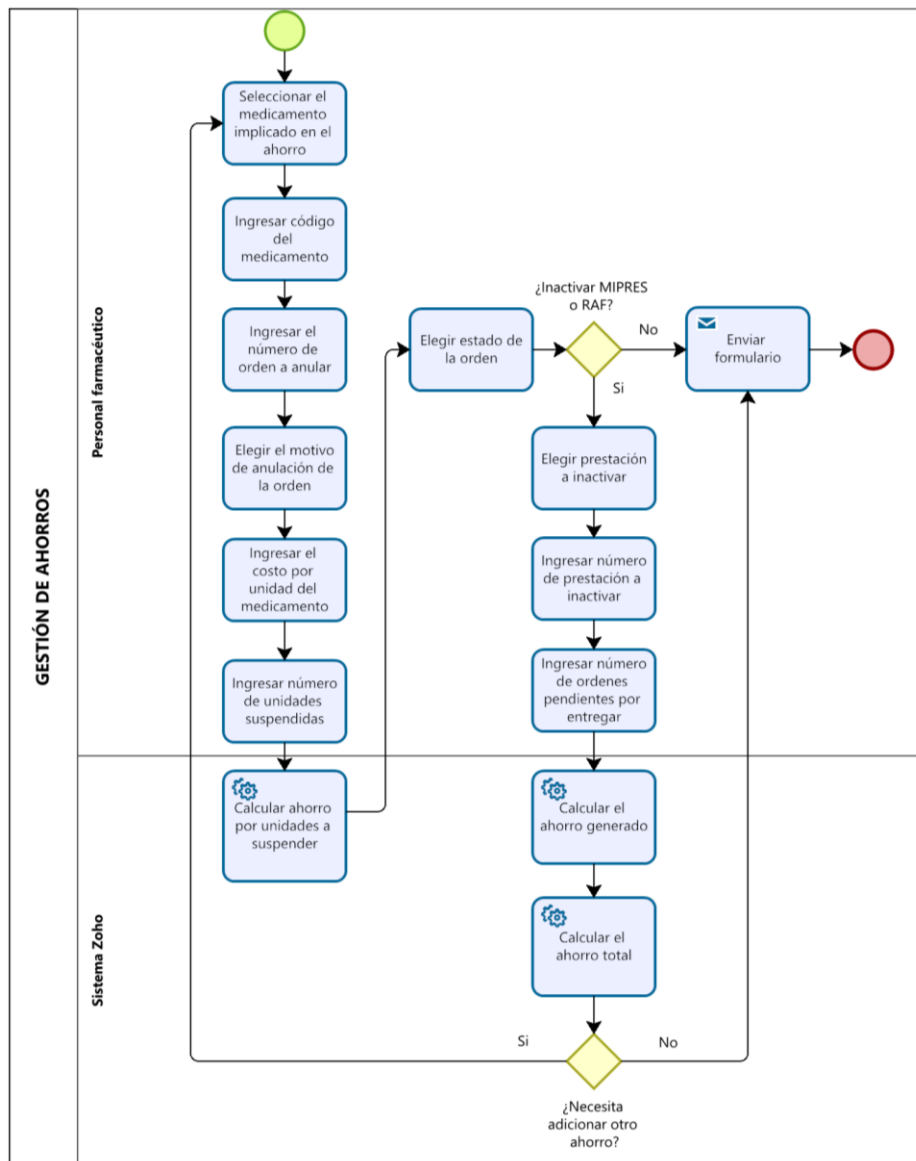 GESTIÓN DE AHORROS
Personal farmacéutico
Seleccionar el
medicamento
implicado en el
ahorro
Ingresar código
del
medicamento
Ingresar el
número de
orden a anular
Elegir el motivo
de anulación de
la orden
Ingresar el
costo por
unidad del
medicamento
Ingresar número
de unidades
suspendidas
Elegir estado de
la orden
¿Inactivar MIPRES
o RAF?
No
Si
Enviar
formulario
Elegir prestación
a inactivar
Ingresar número
de prestación a
inactivar
Ingresar número
de ordenes
pendientes por
entregar
Sistema Zoho
Calcular ahorro
por unidades a
suspender
Calcular el
ahorro generado
Calcular el
ahorro total
Si
No
¿Necesita
adicionar otro
ahorro?